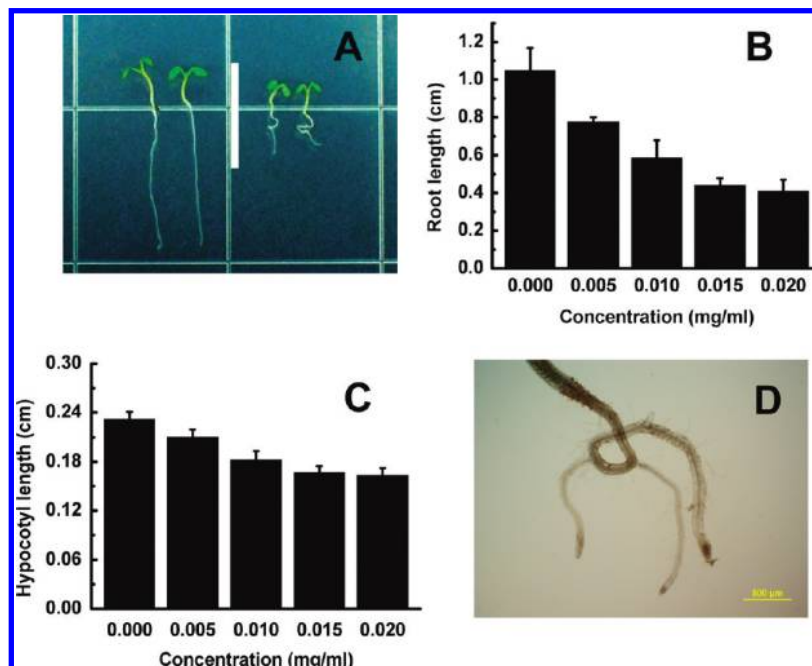 A
B
Root length (cm)
1.2
1.0
0.8
0.6
0.4
0.2
0.0
0.000 0.005 0.010 0.015 0.020
Concentration (mg/ml)
C
Hypocotyl length (cm)
0.30
0.24
0.18
0.12
0.06
0.00
0.000 0.005 0.010 0.015 0.020
Concentration (mg/ml)
D
800 µm